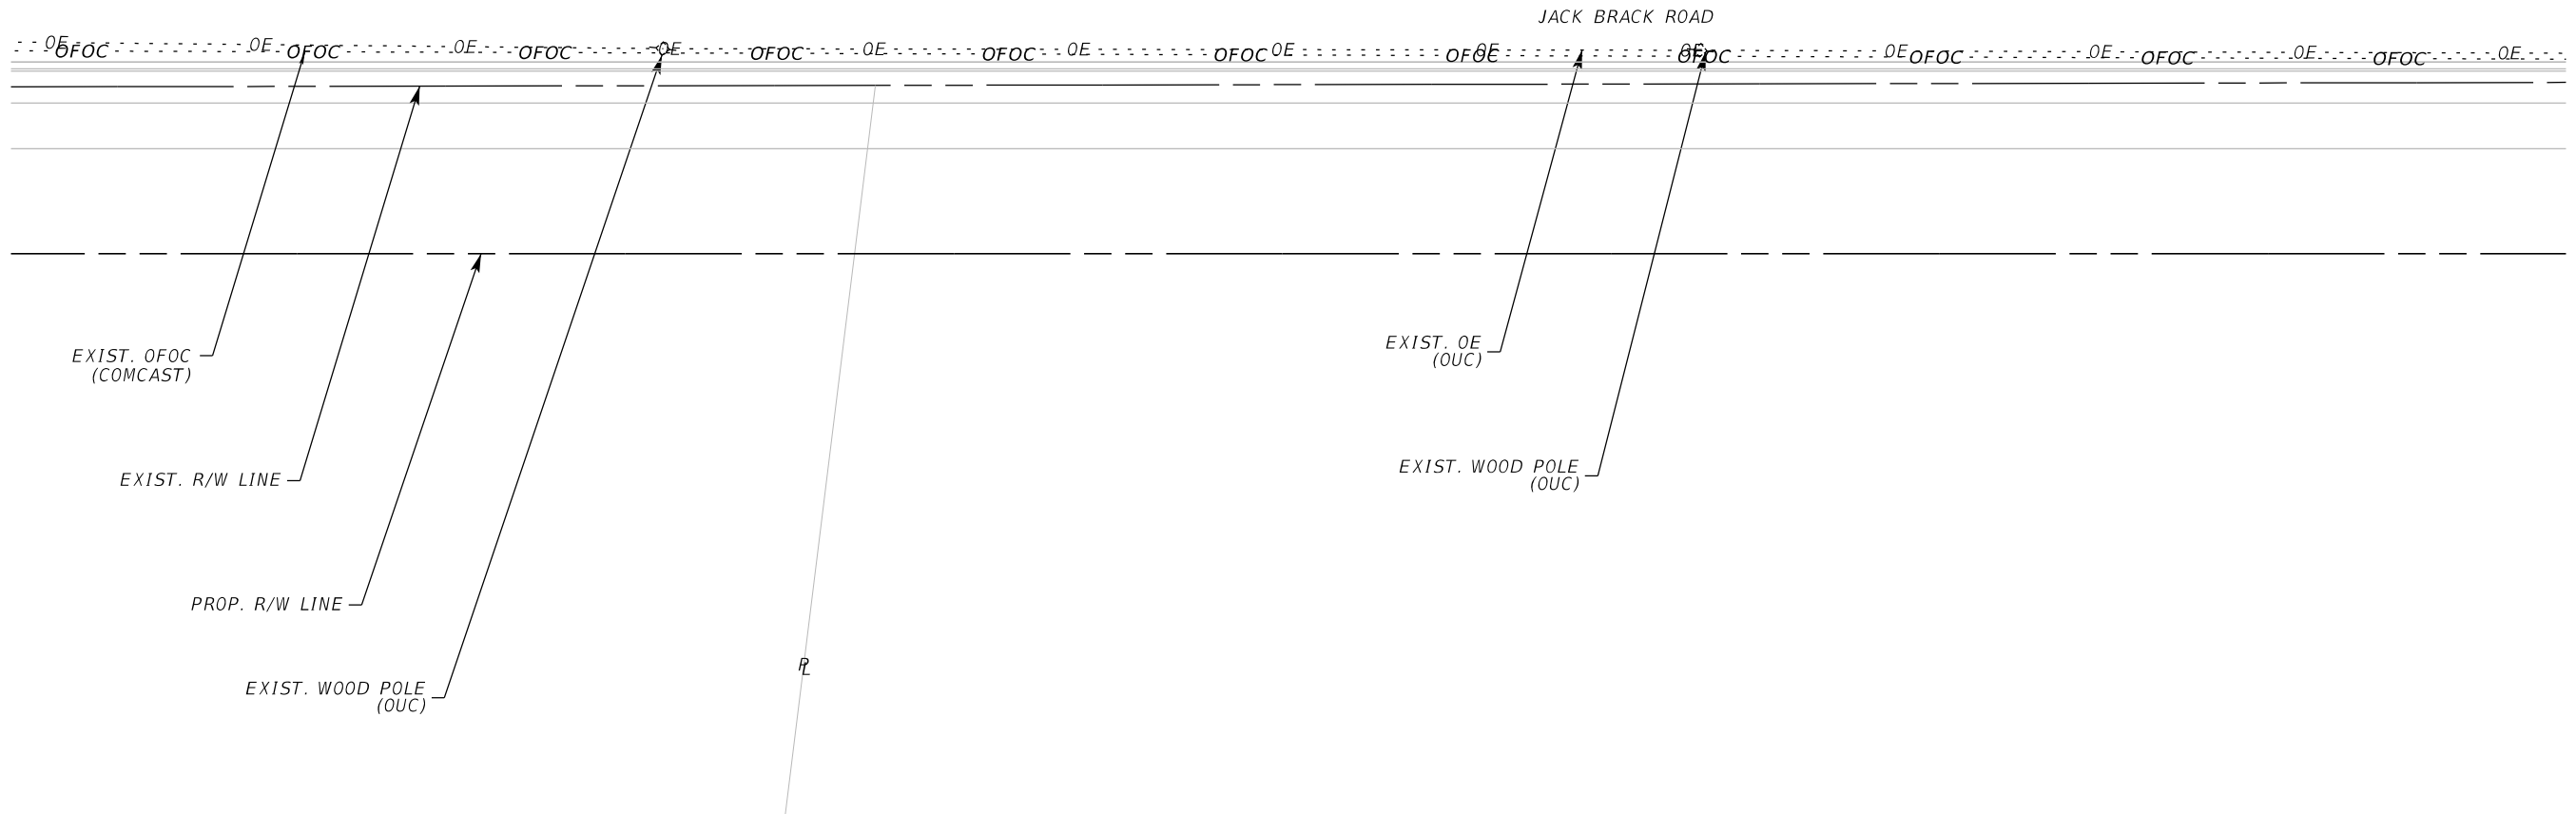 JACK BRACK ROAD
OE OE OE OE OE OE OE OE OE OE OE OE OE
OFOC OFOC OFOC OFOC OFOC OFOC OFOC OFOC OFOC OFOC OFOC
EXIST. OFOC
(COMCAST)
EXIST. OE
(OUC)
EXIST. R/W LINE
EXIST. WOOD POLE
(OUC)
PROP. R/W LINE
PL
EXIST. WOOD POLE
(OUC)